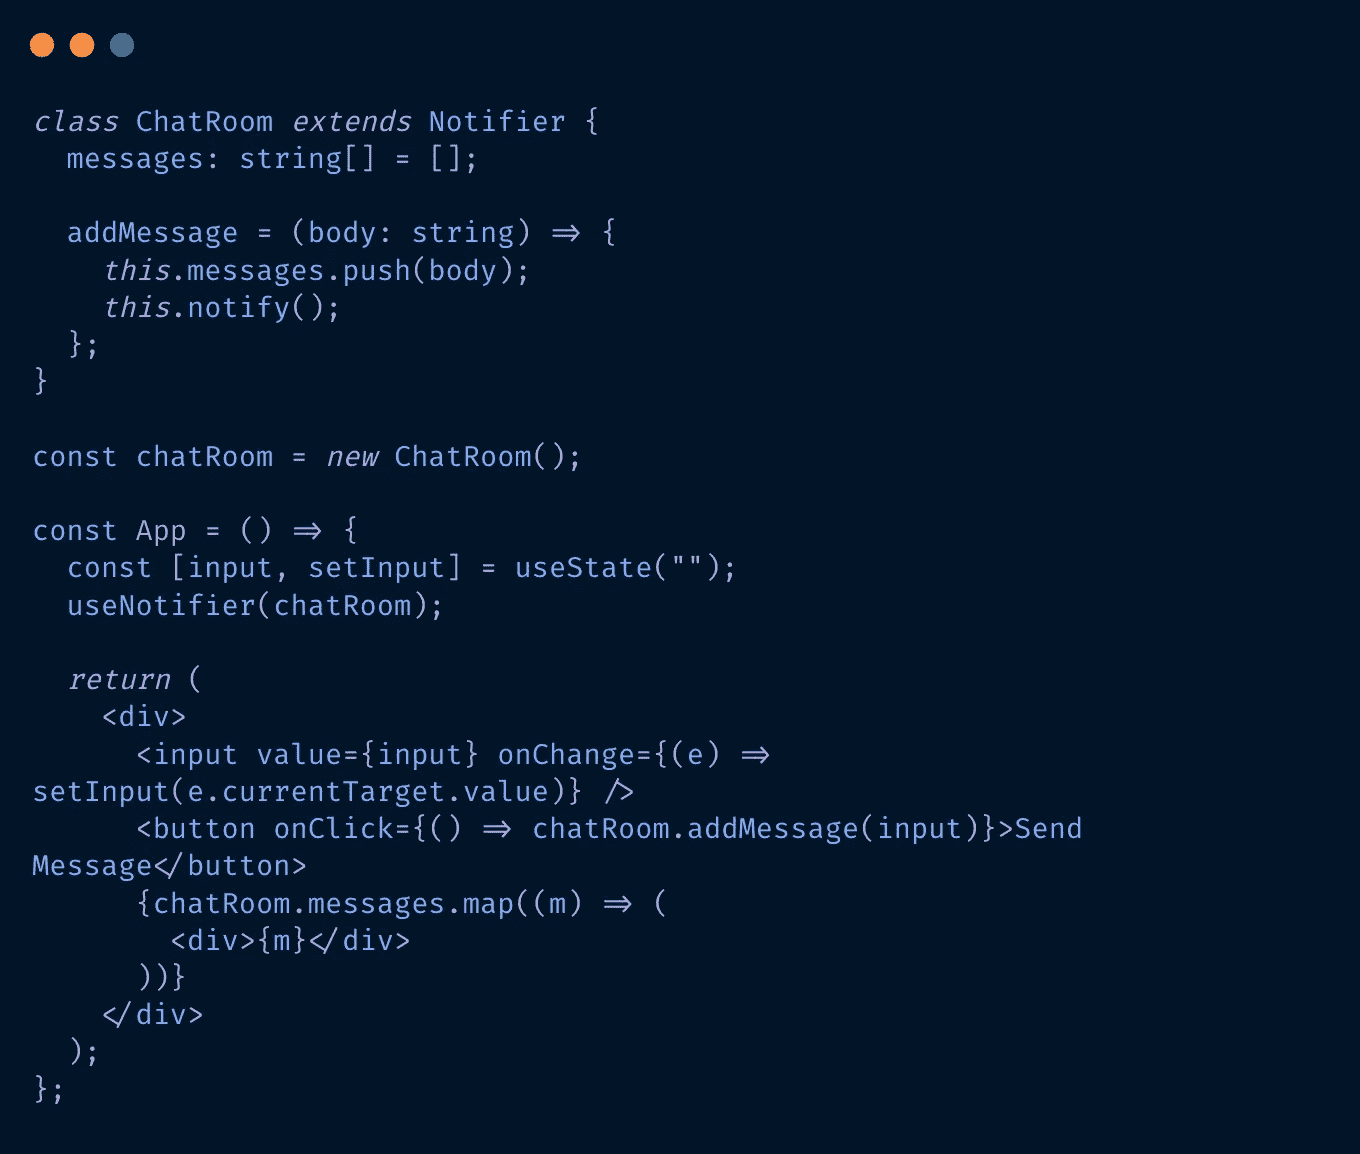 class ChatRoom extends Notifier {
  messages: string[] = [];

  addMessage = (body: string) => {
    this.messages.push(body);
    this.notify();
  };
}

const chatRoom = new ChatRoom();

const App = () => {
  const [input, setInput] = useState("");
  useNotifier(chatRoom);

  return (
    <div>
      <input value={input} onChange={(e) =>
setInput(e.currentTarget.value)} />
      <button onClick={() => chatRoom.addMessage(input)}>Send
Message</button>
      {chatRoom.messages.map((m) => (
        <div>{m}</div>
      ))}
    </div>
  );
};